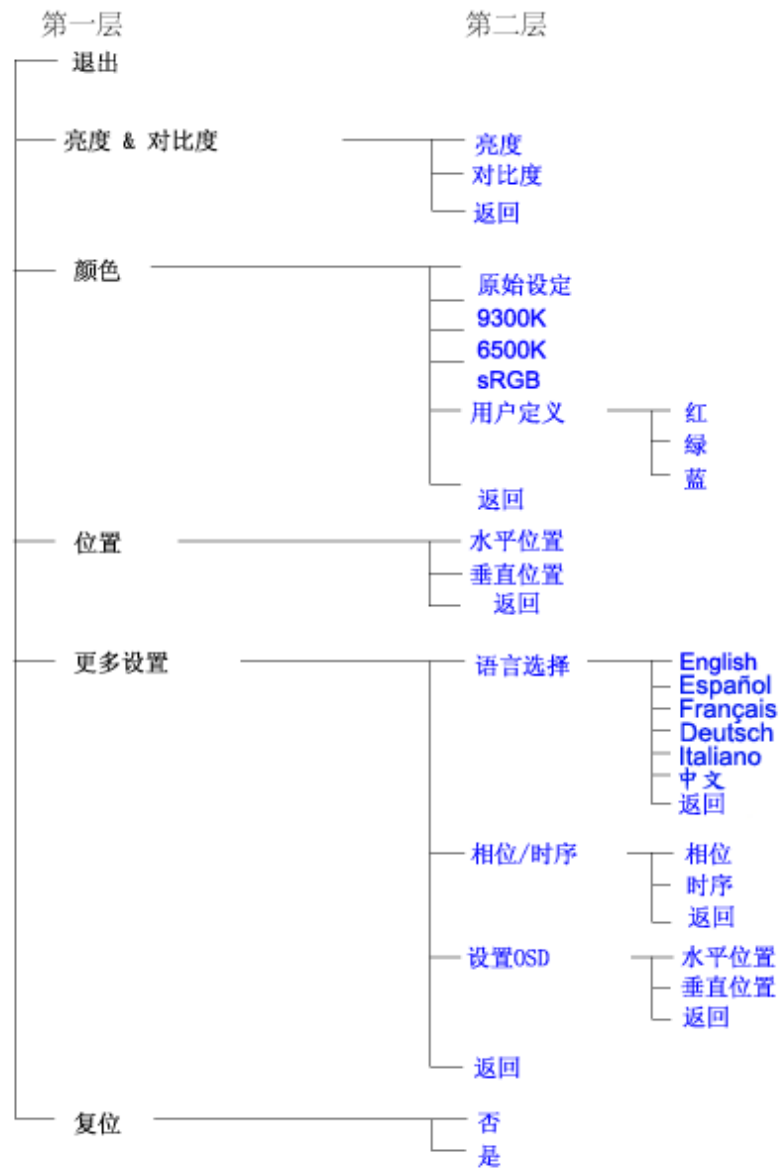 第一层 第二层
退出
亮度 & 对比度 亮度
对比度
返回
颜色
原始设定
9300K
6500K
sRGB
用户定义 红
绿
蓝
返回
位置 水平位置
垂直位置
返回
更多设置 语言选择 English
Español
Français
Deutsch
Italiano
中文
返回
相位/时序 相位
时序
返回
设置OSD 水平位置
垂直位置
返回
返回
复位 否
是